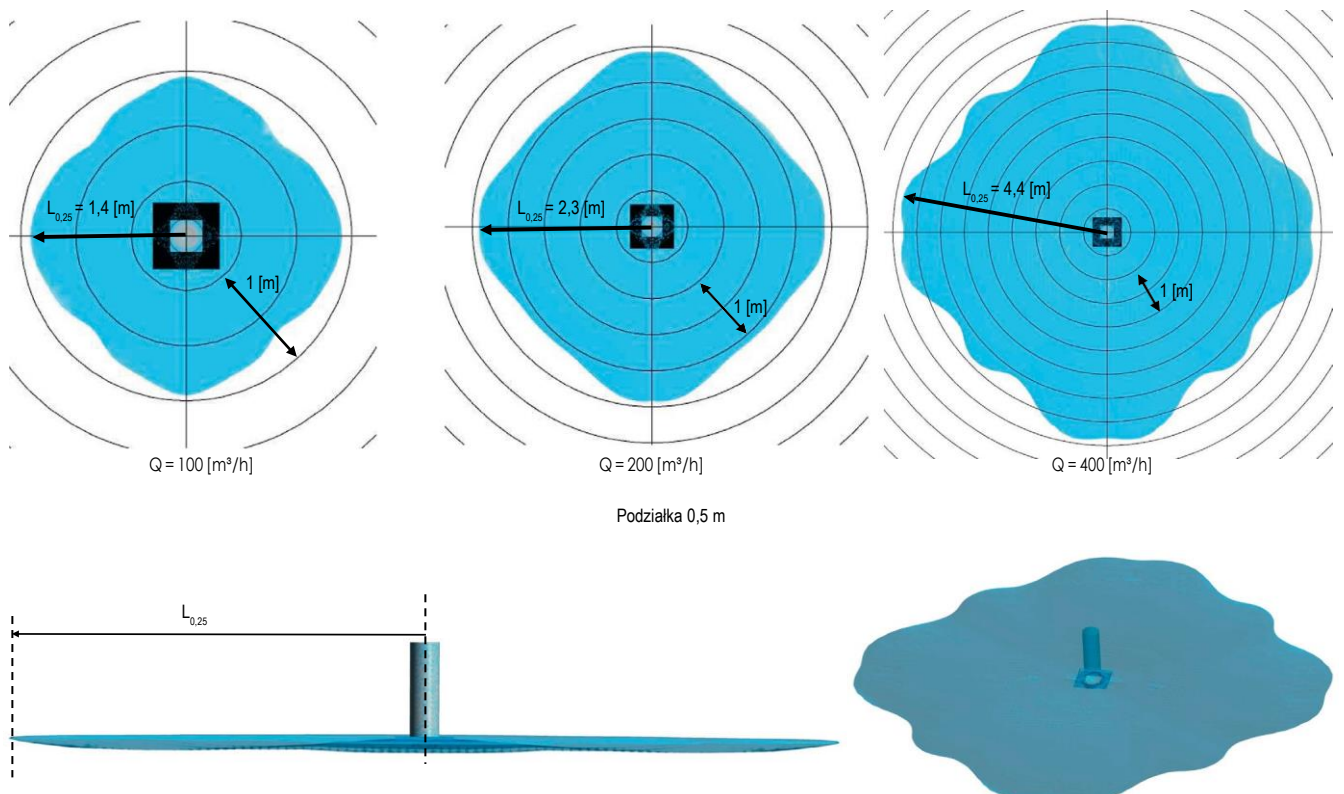 L0,25 = 1,4 [m]
1 [m]
Q = 100 [m³/h]
L0,25 = 2,3 [m]
1 [m]
Q = 200 [m³/h]
L0,25 = 4,4 [m]
1 [m]
Q = 400 [m³/h]
Podziałka 0,5 m
L0,25